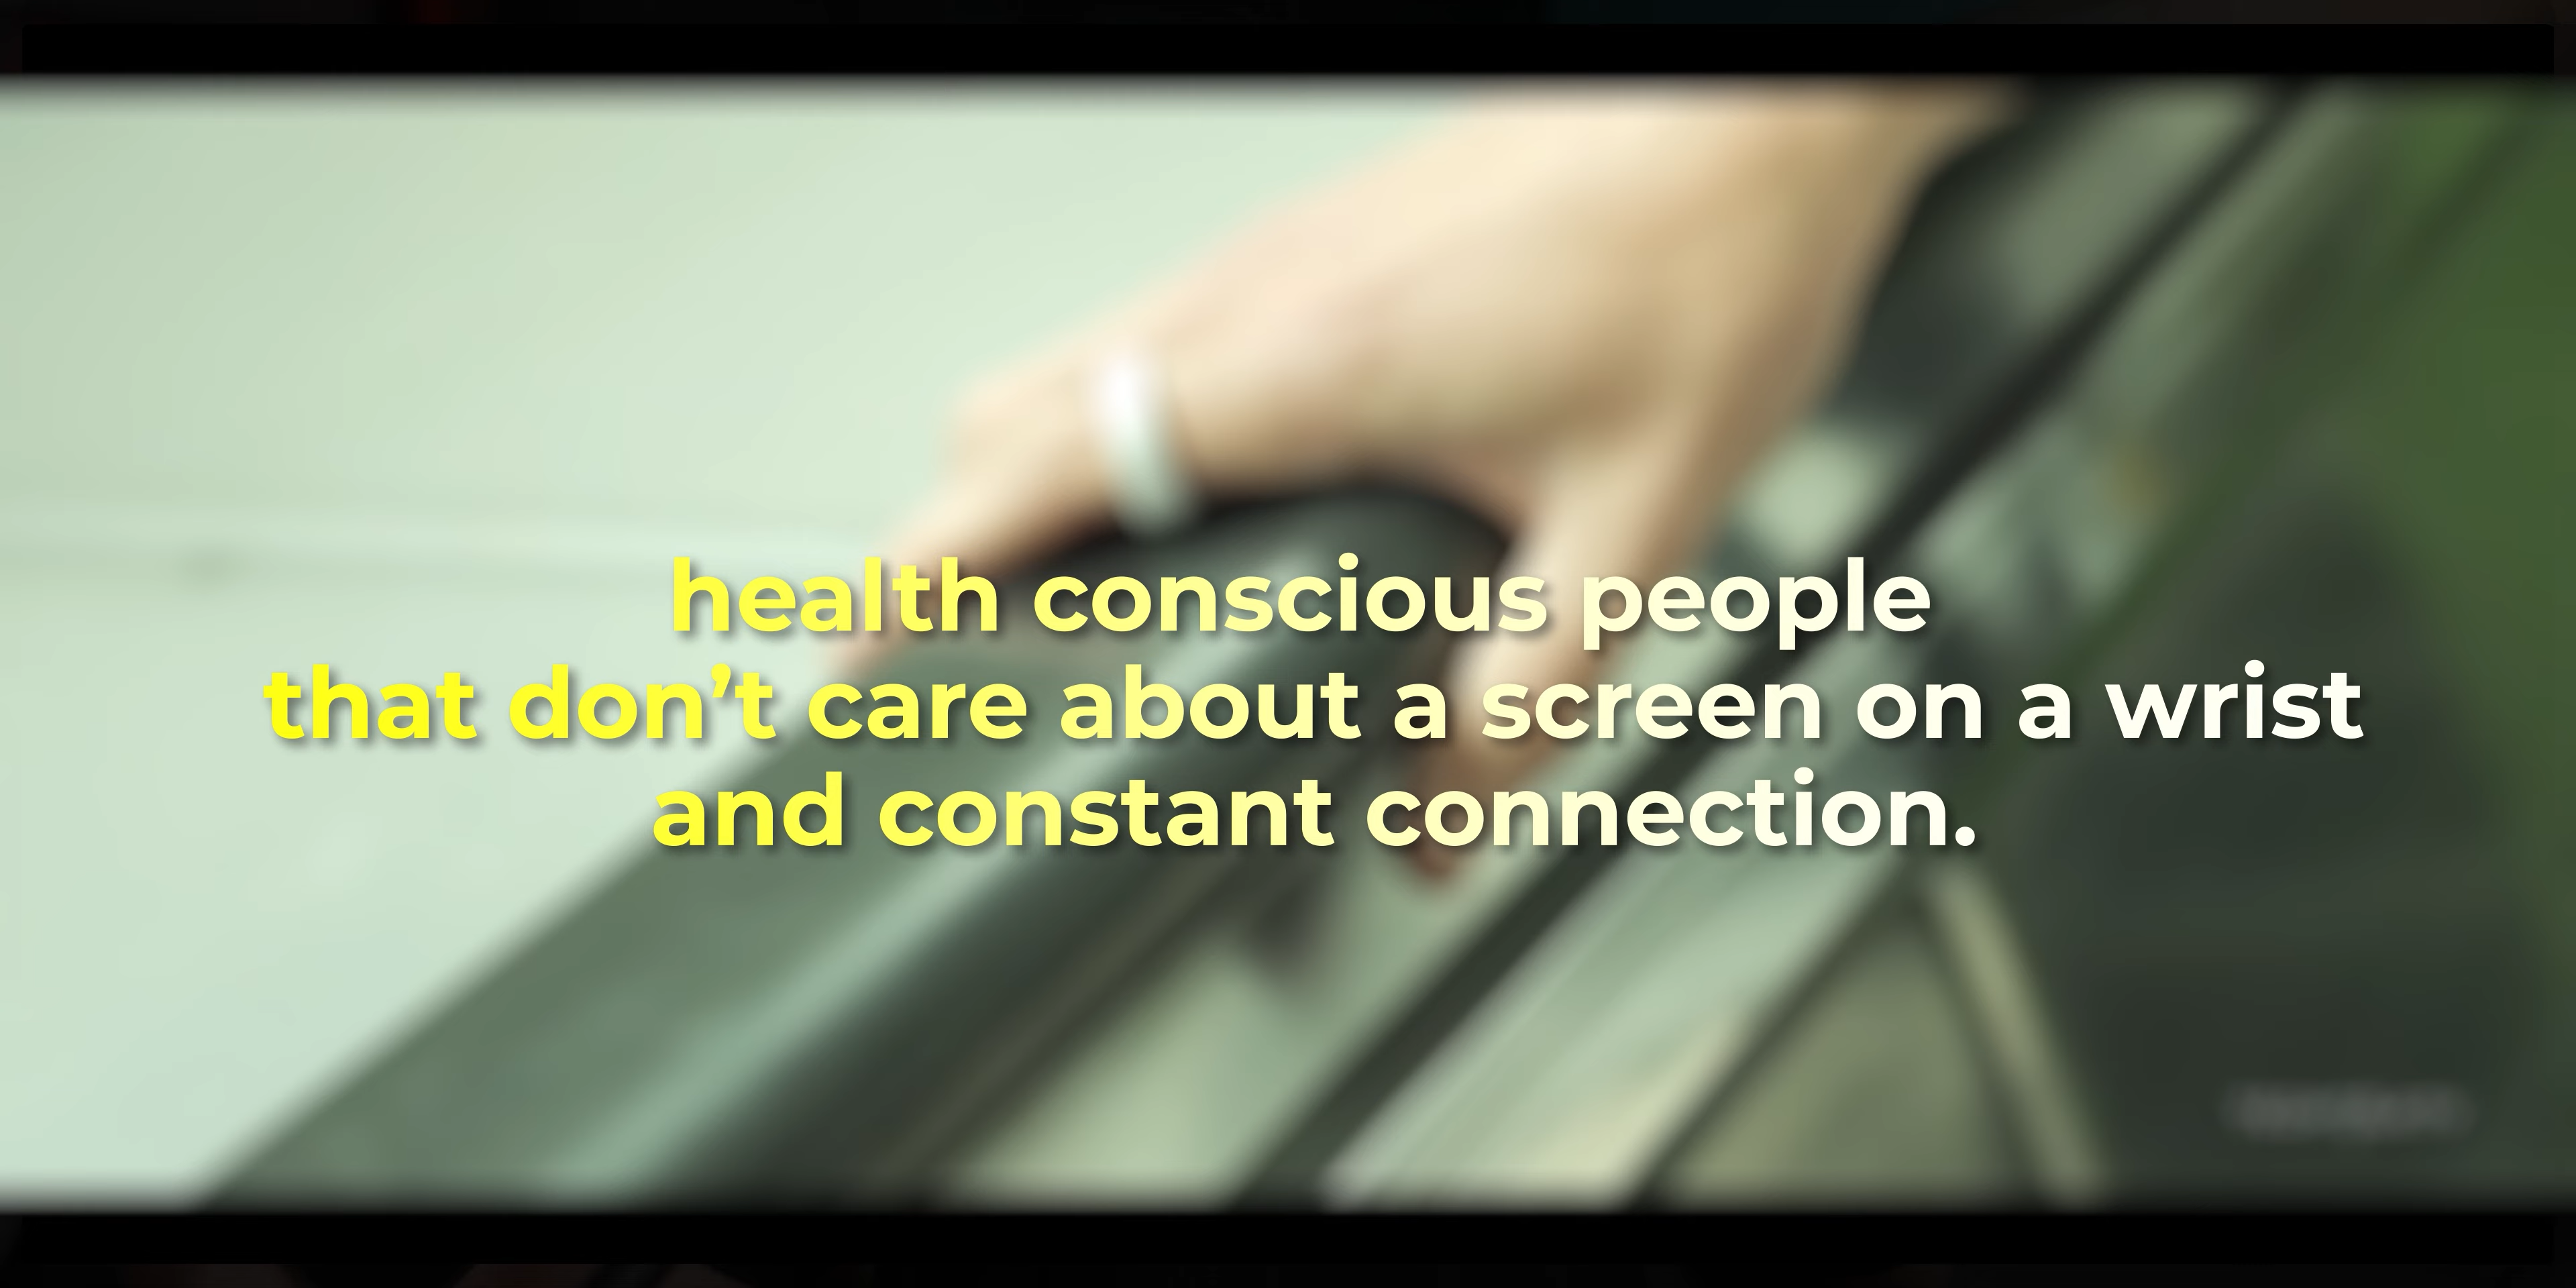 health conscious people
that don’t care about a screen on a wrist
and constant connection.